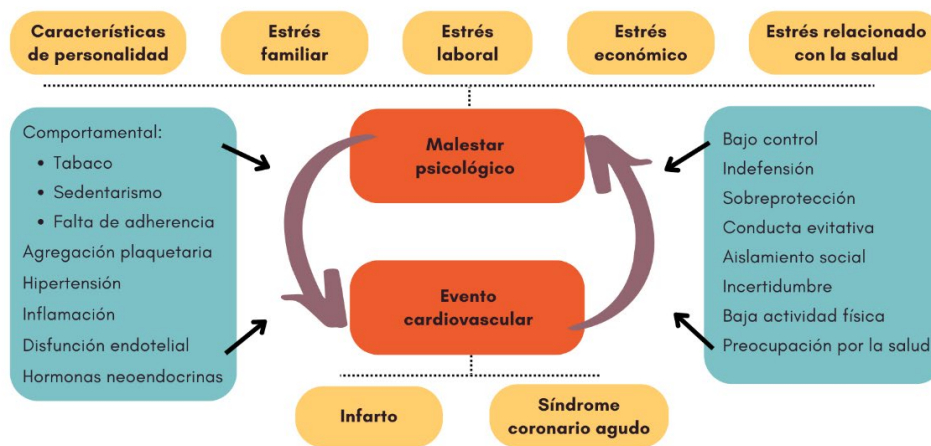 Características
de personalidad
Estrés
familiar
Estrés
laboral
Estrés
económico
Estrés relacionado
con la salud
Comportamental:
• Tabaco
• Sedentarismo
• Falta de adherencia
Agregación plaquetaria
Hipertensión
Inflamación
Disfunción endotelial
Hormonas neoendocrinas
Malestar
psicológico
Evento
cardiovascular
Bajo control
Indefensión
Sobreprotección
Conducta evitativa
Aislamiento social
Incertidumbre
Baja actividad física
Preocupación por la salud
Infarto
Síndrome
coronario agudo